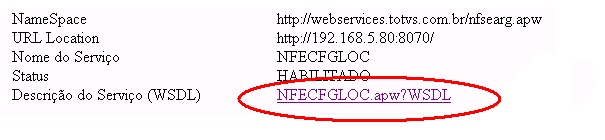 NameSpace http://webservices.totvs.com.br/nfsearg.apw
URL Location http://192.168.5.80:8070/
Nome do Serviço NFECFGLOC
Status HABILITADO
Descrição do Serviço (WSDL) NFECFGLOC.apw?WSDL